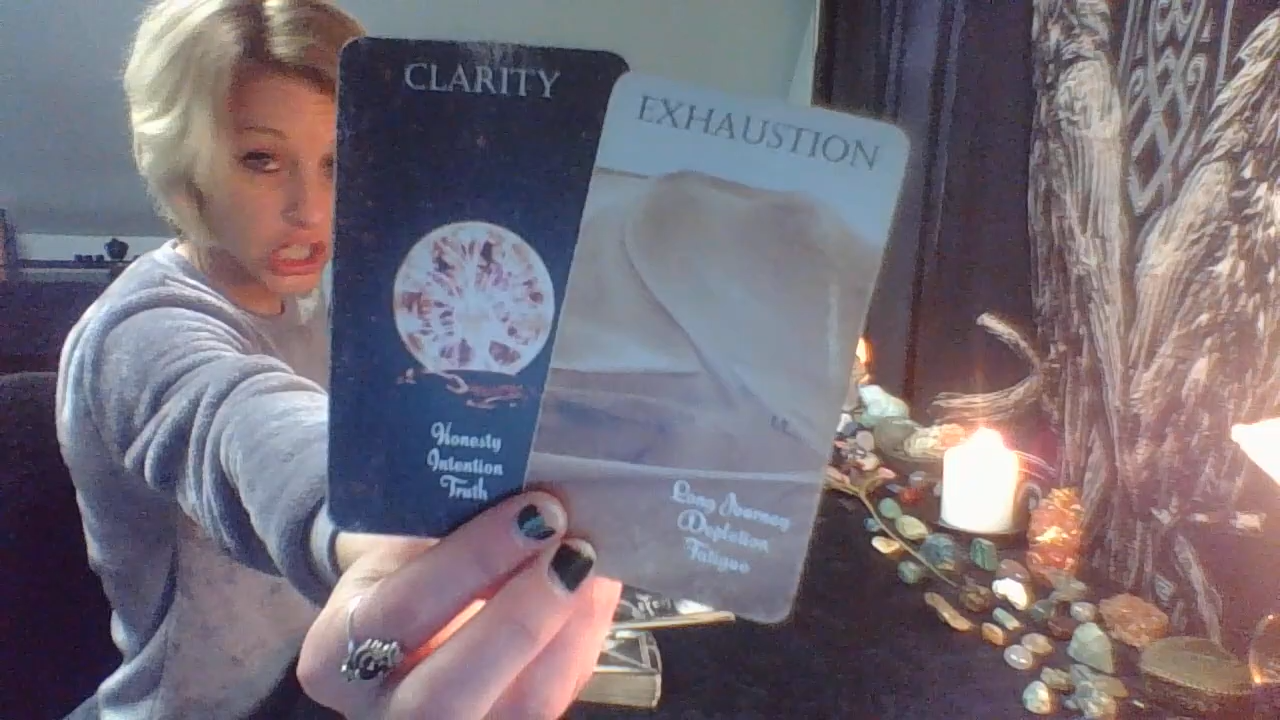 CLARITY
Honesty
Intention
Truth
EXHAUSTION
Long Journey
Depletion
Fatigue